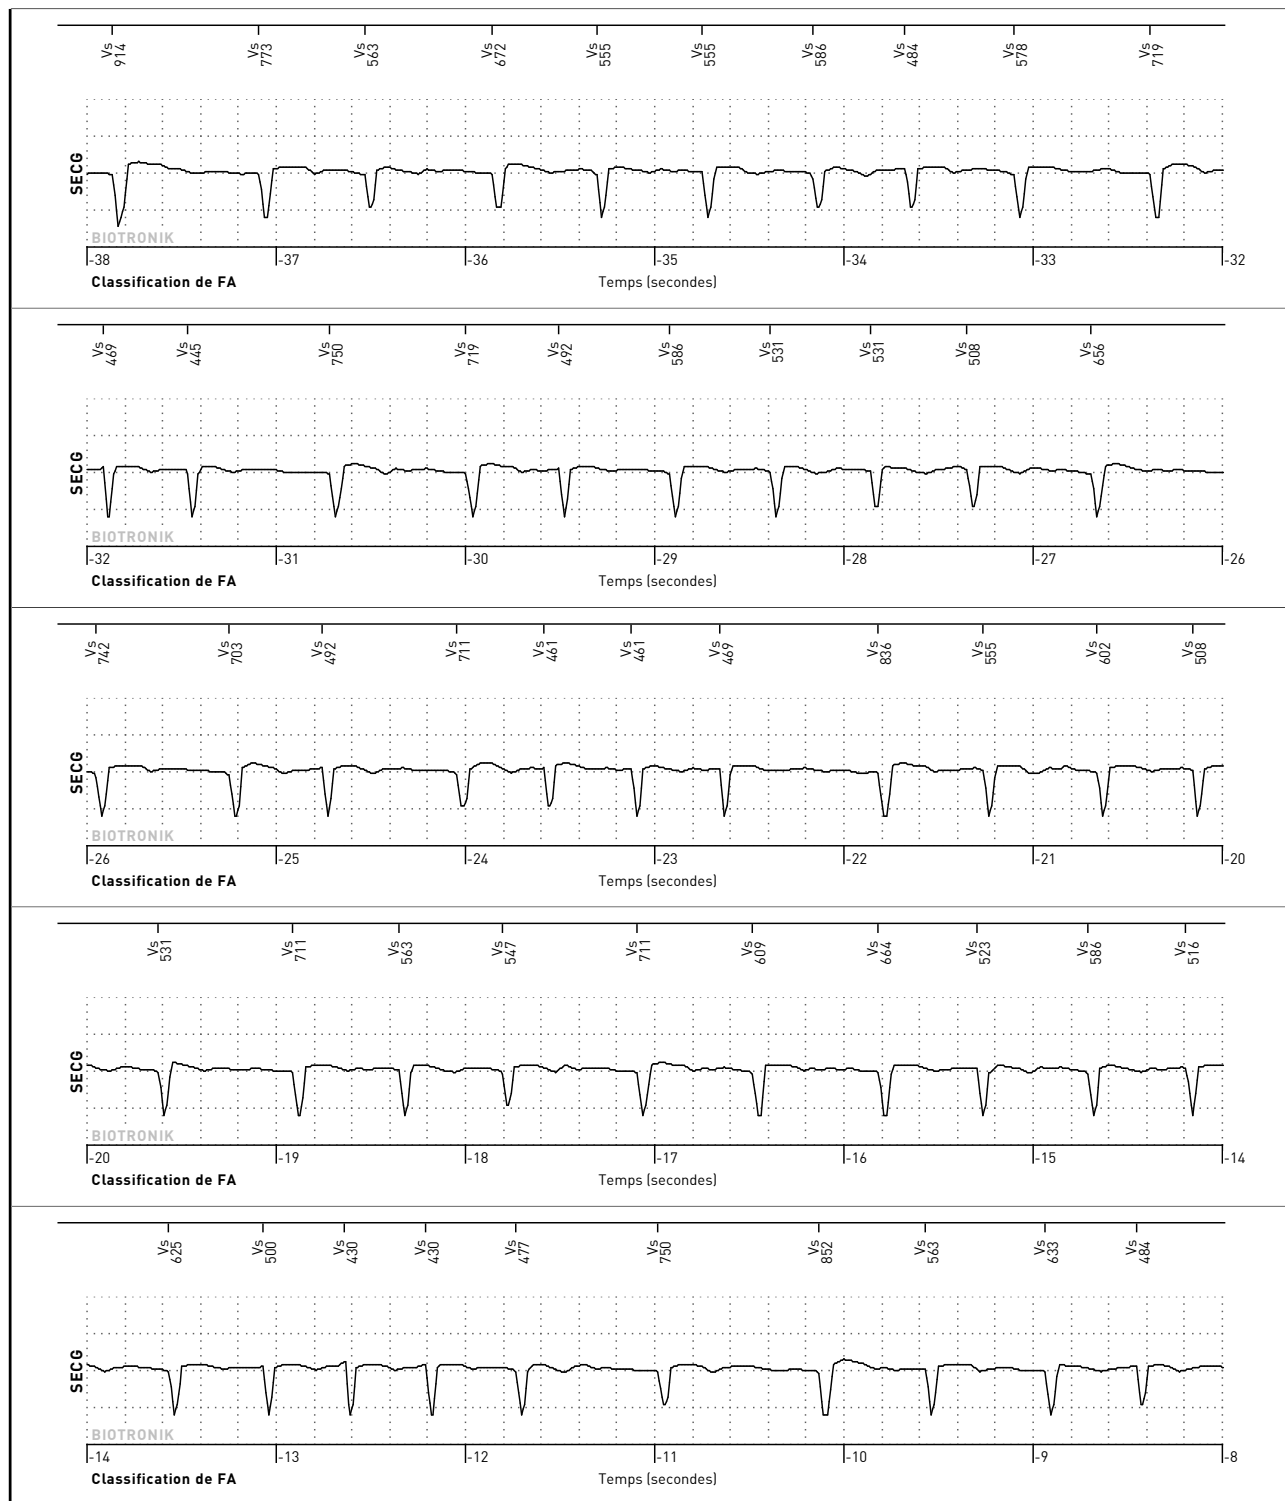 Vs 914 Vs 773 Vs 563 Vs 672 Vs 555 Vs 555 Vs 586 Vs 484 Vs 578 Vs 719
SECG
BIOTRONIK
-38 -37 -36 -35 -34 -33 -32
Classification de FA Temps (secondes)
Vs 469 Vs 445 Vs 750 Vs 719 Vs 492 Vs 586 Vs 531 Vs 531 Vs 508 Vs 656
SECG
BIOTRONIK
-32 -31 -30 -29 -28 -27 -26
Classification de FA Temps (secondes)
Vs 742 Vs 703 Vs 492 Vs 711 Vs 461 Vs 461 Vs 469 Vs 836 Vs 555 Vs 602 Vs 508
SECG
BIOTRONIK
-26 -25 -24 -23 -22 -21 -20
Classification de FA Temps (secondes)
Vs 531 Vs 711 Vs 563 Vs 547 Vs 711 Vs 609 Vs 664 Vs 523 Vs 586 Vs 516
SECG
BIOTRONIK
-20 -19 -18 -17 -16 -15 -14
Classification de FA Temps (secondes)
Vs 625 Vs 500 Vs 430 Vs 430 Vs 477 Vs 750 Vs 852 Vs 563 Vs 633 Vs 484
SECG
BIOTRONIK
-14 -13 -12 -11 -10 -9 -8
Classification de FA Temps (secondes)